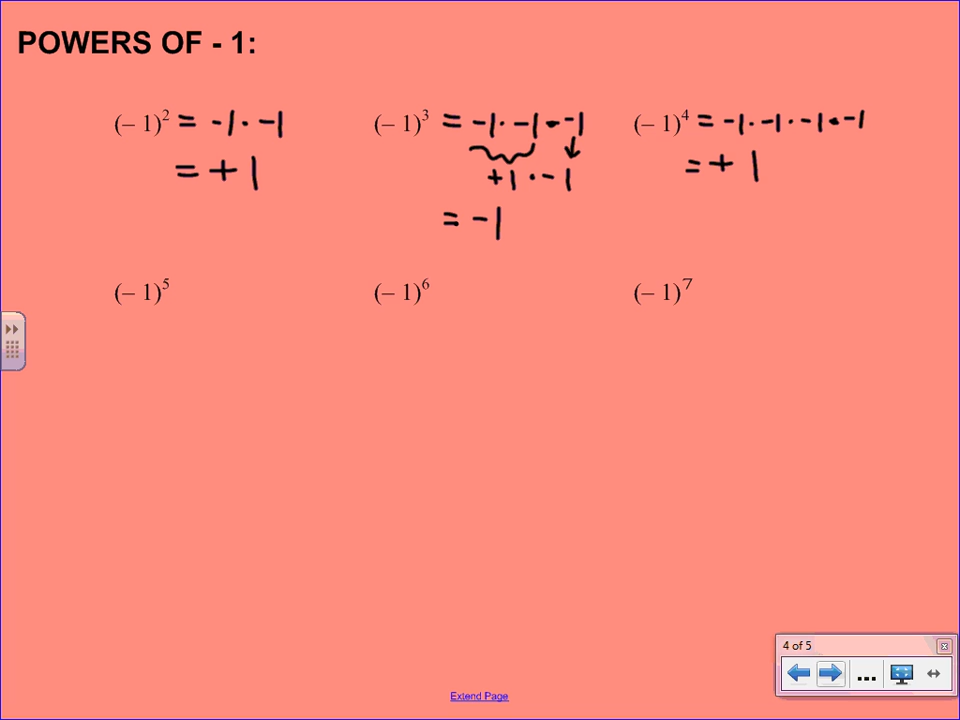 POWERS OF - 1:
(– 1)² = -1 · -1
= +1
(– 1)³ = -1 · -1 · -1
+1 · -1
= -1
(– 1)⁴ = -1 · -1 · -1 · -1
= +1
(– 1)⁵
(– 1)⁶
(– 1)⁷
4 of 5
...
Extend Page